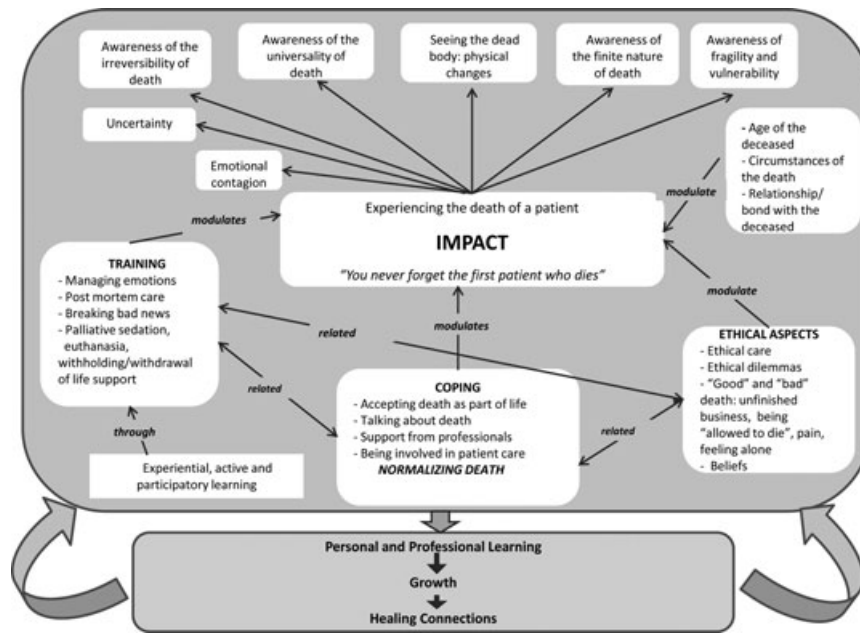 Awareness of the
irreversibility of
death
Awareness of the
universality of
death
Seeing the dead
body: physical
changes
Awareness of
the finite nature
of death
Awareness of
fragility and
vulnerability
Uncertainty
Emotional
contagion
- Age of the
deceased
- Circumstances of
the death
- Relationship/
bond with the
deceased
modulate
modulates
Experiencing the death of a patient
IMPACT
"You never forget the first patient who dies"
TRAINING
- Managing emotions
- Post mortem care
- Breaking bad news
- Palliative sedation,
euthanasia,
withholding/withdrawal
of life support
modulate
related
modulates
ETHICAL ASPECTS
- Ethical care
- Ethical dilemmas
- "Good" and "bad"
death: unfinished
business, being
"allowed to die", pain,
feeling alone
- Beliefs
related
COPING
- Accepting death as part of life
- Talking about death
- Support from professionals
- Being involved in patient care
NORMALIZING DEATH
related
through
Experiential, active and
participatory learning
Personal and Professional Learning
Growth
Healing Connections